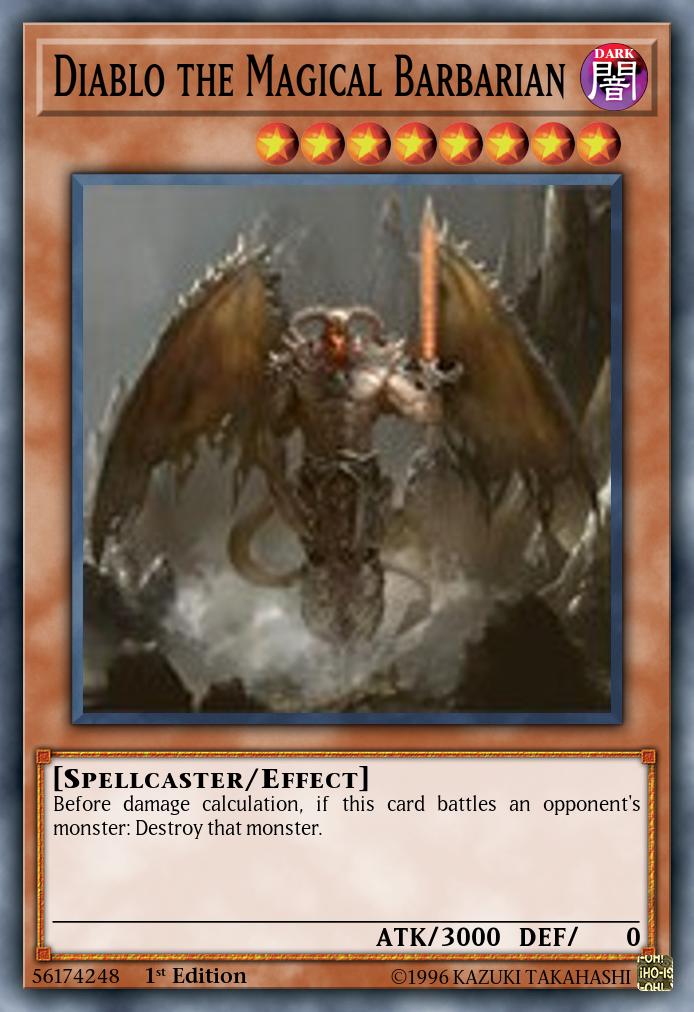 Diablo the Magical Barbarian
DARK
闇
[Spellcaster/Effect]
Before damage calculation, if this card battles an opponent's
monster: Destroy that monster.
ATK/3000 DEF/ 0
56174248 1st Edition ©1996 KAZUKI TAKAHASHI